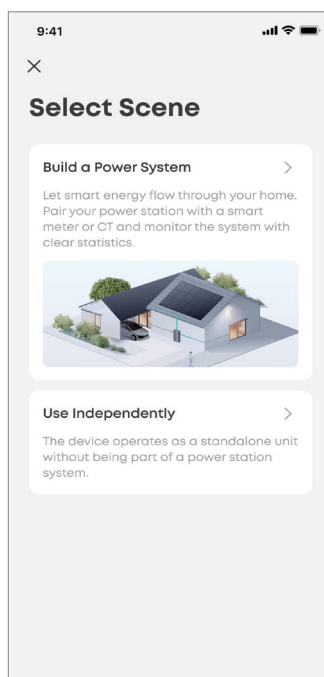 9:41
Select Scene
Build a Power System
Let smart energy flow through your home.
Pair your power station with a smart
meter or CT and monitor the system with
clear statistics.
Use Independently
The device operates as a standalone unit
without being part of a power station
system.